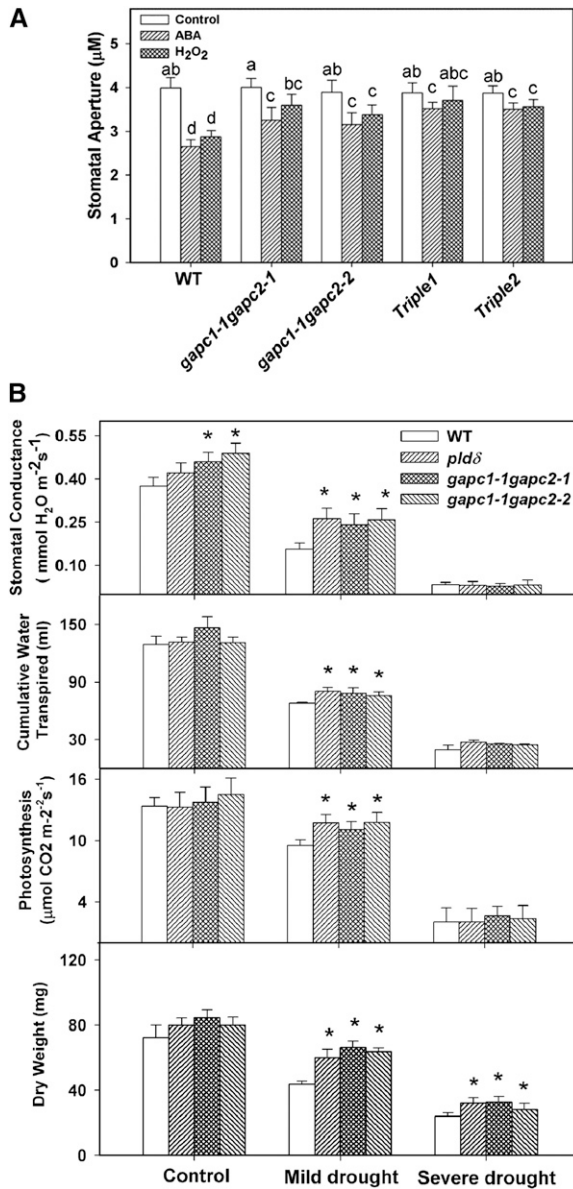 A
Control
ABA
H₂O₂
Stomatal Aperture (μM)
5
4
3
2
1
0
ab
d
d
a
c
bc
ab
c
c
ab
c
abc
ab
c
c
WT
gapc1-1gapc2-1
gapc1-1gapc2-2
Triple1
Triple2
B
WT
pldδ
gapc1-1gapc2-1
gapc1-1gapc2-2
Stomatal Conductance
( mmol H₂O m⁻²s⁻¹)
0.55
0.40
0.25
0.10
* *
* * *
Cumulative Water
Transpired (ml)
150
90
30
* * *
Photosynthesis
(μmol CO2 m-2⁻²s⁻¹)
16
10
4
* * *
Dry Weight (mg)
120
80
40
0
* * *
* * *
Control
Mild drought
Severe drought